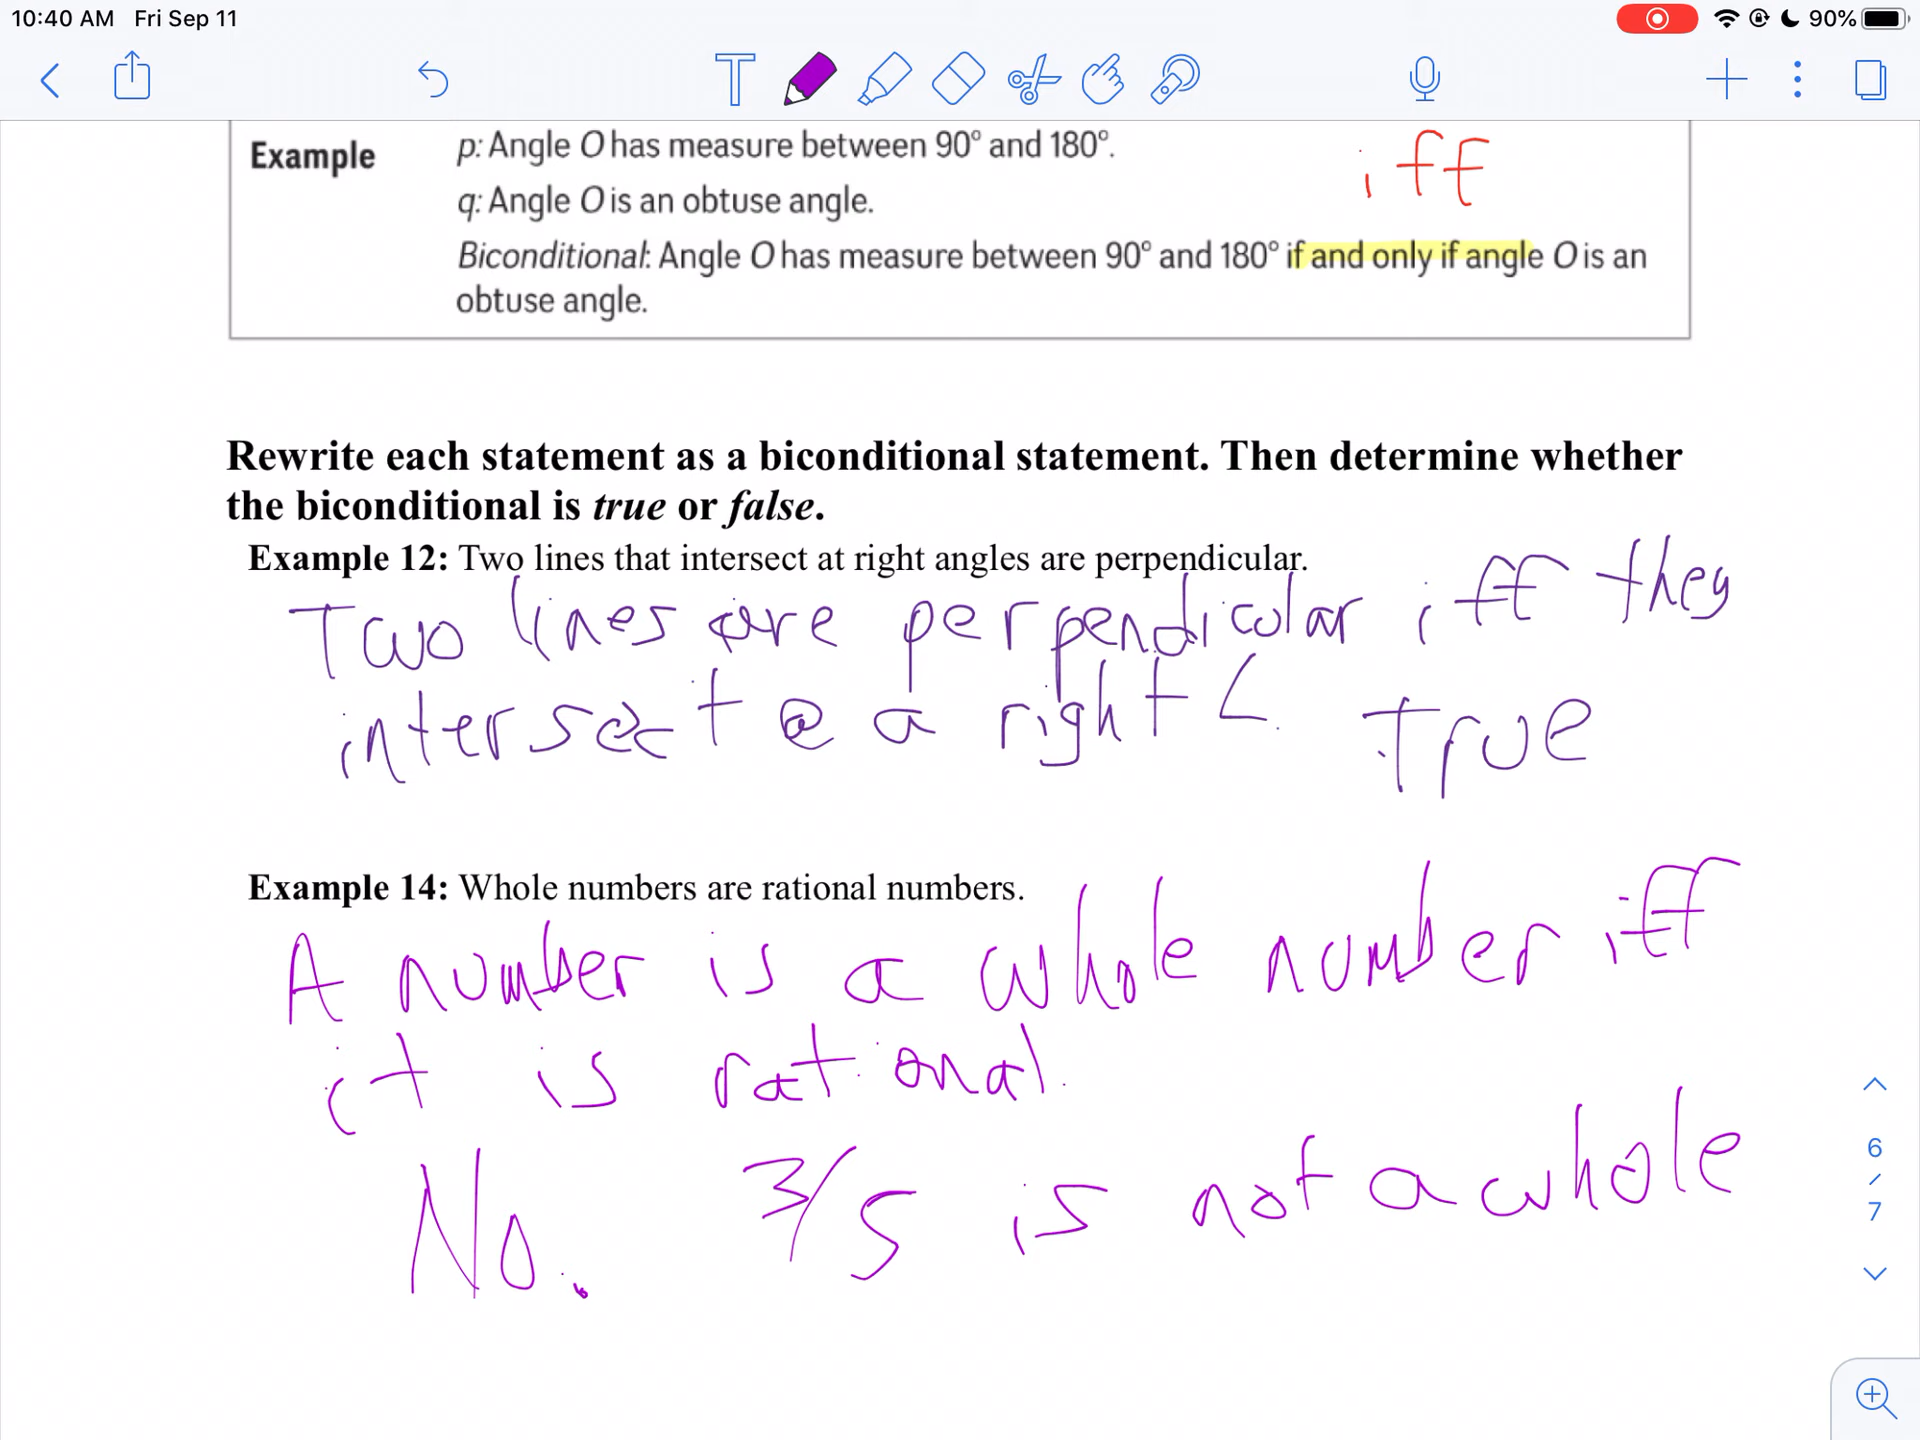 10:40 AM Fri Sep 11 90%
Example p: Angle O has measure between 90° and 180°. iff
q: Angle O is an obtuse angle.
Biconditional: Angle O has measure between 90° and 180° if and only if angle O is an
obtuse angle.
Rewrite each statement as a biconditional statement. Then determine whether
the biconditional is true or false.
Example 12: Two lines that intersect at right angles are perpendicular.
Two lines are perpendicular iff they
intersect @ a right ∠. True
Example 14: Whole numbers are rational numbers.
A number is a whole number iff
it is rational.
No. 3/5 is not a whole
6
/
7